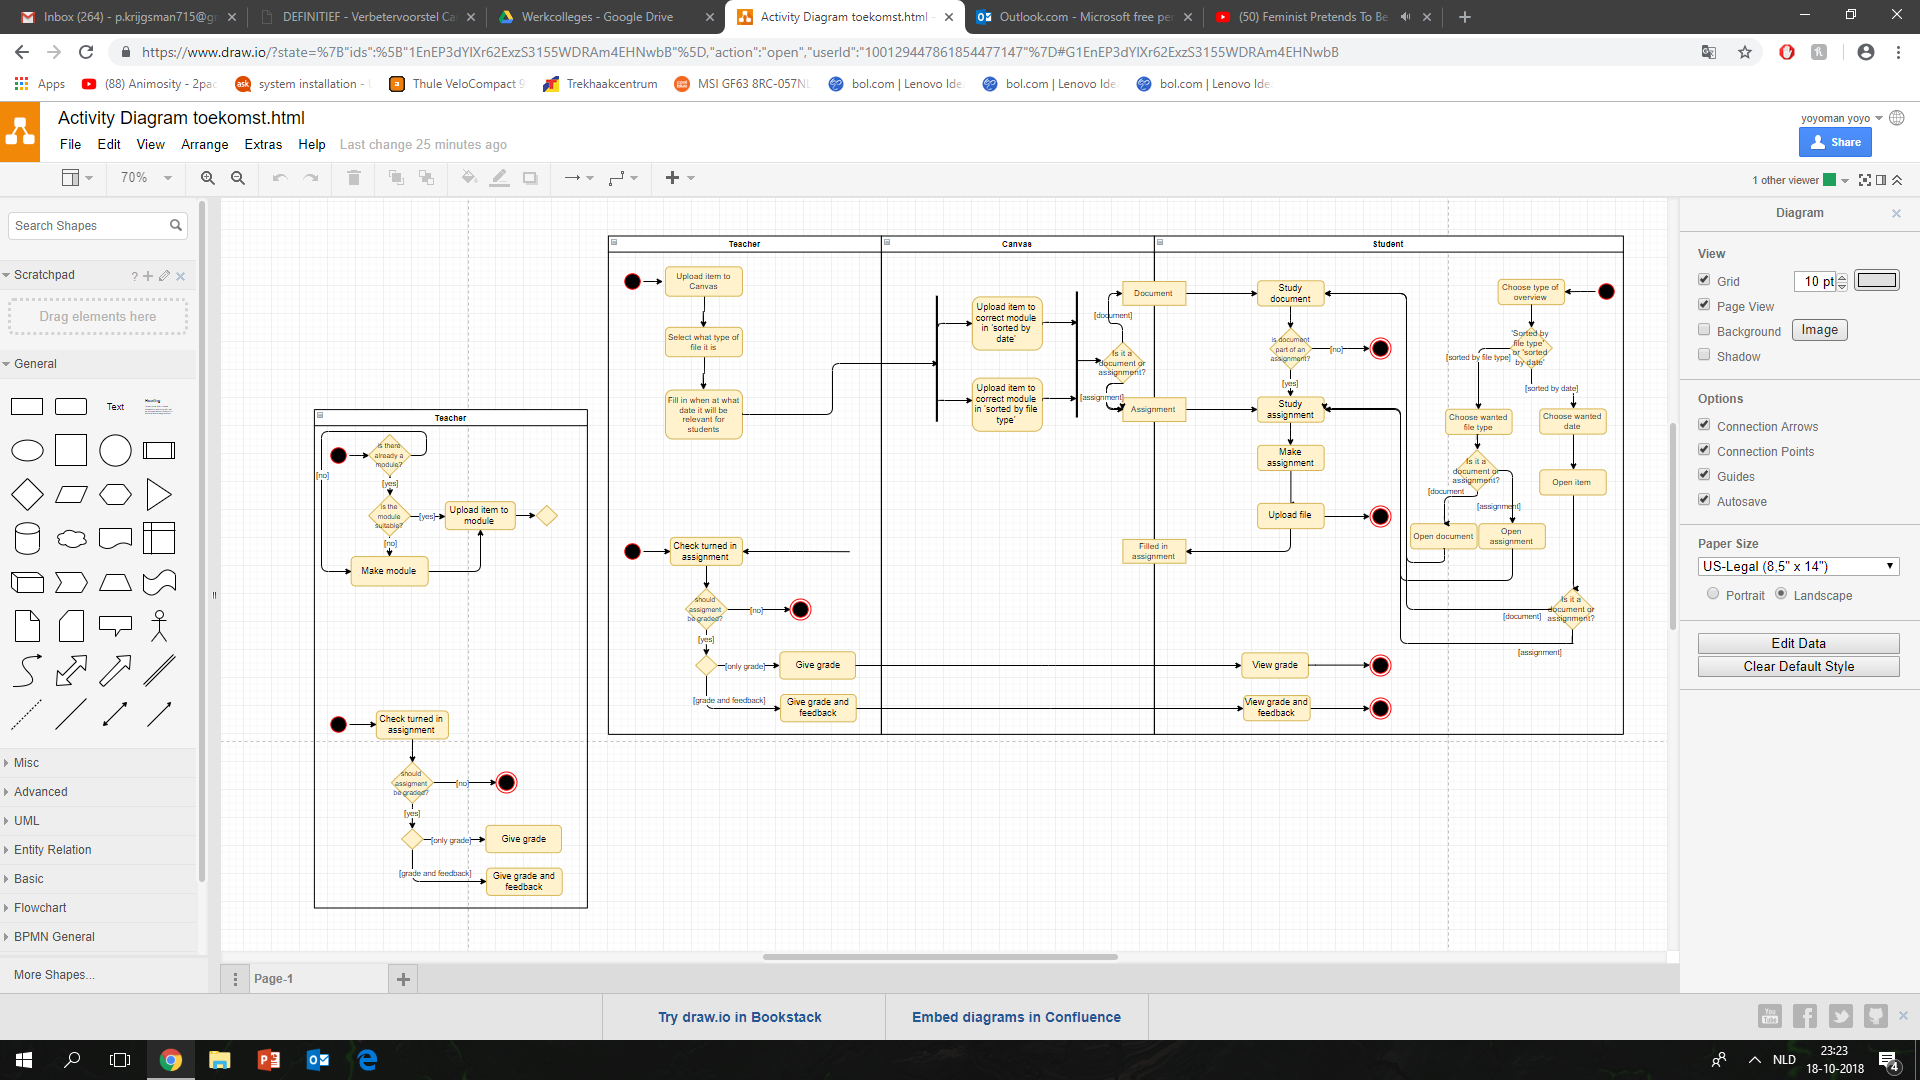 Inbox (264) - p.krijgsman715@gr
DEFINITIEF - Verbetervoorstel Ca
Werkcolleges - Google Drive
Activity Diagram toekomst.html -
Outlook.com - Microsoft free per
(50) Feminist Pretends To Be
https://www.draw.io/?state=%7B"ids":%5B"1EnEP3dYlXr62ExzS3155WDRAm4EHNwbB"%5D,"action":"open","userId":"100129447861854477147"%7D#G1EnEP3dYlXr62ExzS3155WDRAm4EHNwbB
Apps
(88) Animosity - 2pac
system installation -
Thule VeloCompact 9
Trekhaakcentrum
MSI GF63 8RC-057NL
bol.com | Lenovo Ide
bol.com | Lenovo Ide
bol.com | Lenovo Ide
Activity Diagram toekomst.html
yoyoman yoyo
File Edit View Arrange Extras Help Last change 25 minutes ago
Share
70%
1 other viewer
Search Shapes
Scratchpad
Drag elements here
General
Text
Heading
Misc
Advanced
UML
Entity Relation
Basic
Flowchart
BPMN General
More Shapes...
Teacher
is there
already a
module?
[no]
[yes]
is the
module
suitable?
[yes]
Upload item to
module
[no]
Make module
Check turned in
assignment
should
assigment
be graded?
[no]
[yes]
[only grade]
Give grade
[grade and feedback]
Give grade and
feedback
Teacher
Canvas
Student
Upload item to
Canvas
Select what type of
file it is
Fill in when at what
date it will be
relevant for
students
Check turned in
assignment
should
assigment
be graded?
[no]
[yes]
[only grade]
Give grade
[grade and feedback]
Give grade and
feedback
Upload item to
correct module
in 'sorted by
date'
Upload item to
correct module
in 'sorted by file
type'
[document]
Is it a
document or
assignment?
[assignment]
Document
Assignment
Filled in
assignment
Study
document
is document
part of an
assignment?
[no]
[yes]
Study
assignment
Make
assignment
Upload file
View grade
View grade and
feedback
Choose type of
overview
'Sorted by
file type'
or 'sorted
by date'
[sorted by file type]
[sorted by date]
Choose wanted
file type
Choose wanted
date
Is it a
document or
assignment?
[document
[assignment]
Open document
Open
assignment
Open item
Is it a
document or
assignment?
[document]
[assignment]
Diagram
View
Grid
10 pt
Page View
Background
Image
Shadow
Options
Connection Arrows
Connection Points
Guides
Autosave
Paper Size
US-Legal (8,5" x 14")
Portrait
Landscape
Edit Data
Clear Default Style
Page-1
Try draw.io in Bookstack
Embed diagrams in Confluence
You
Tube
NLD
23:23
18-10-2018
4